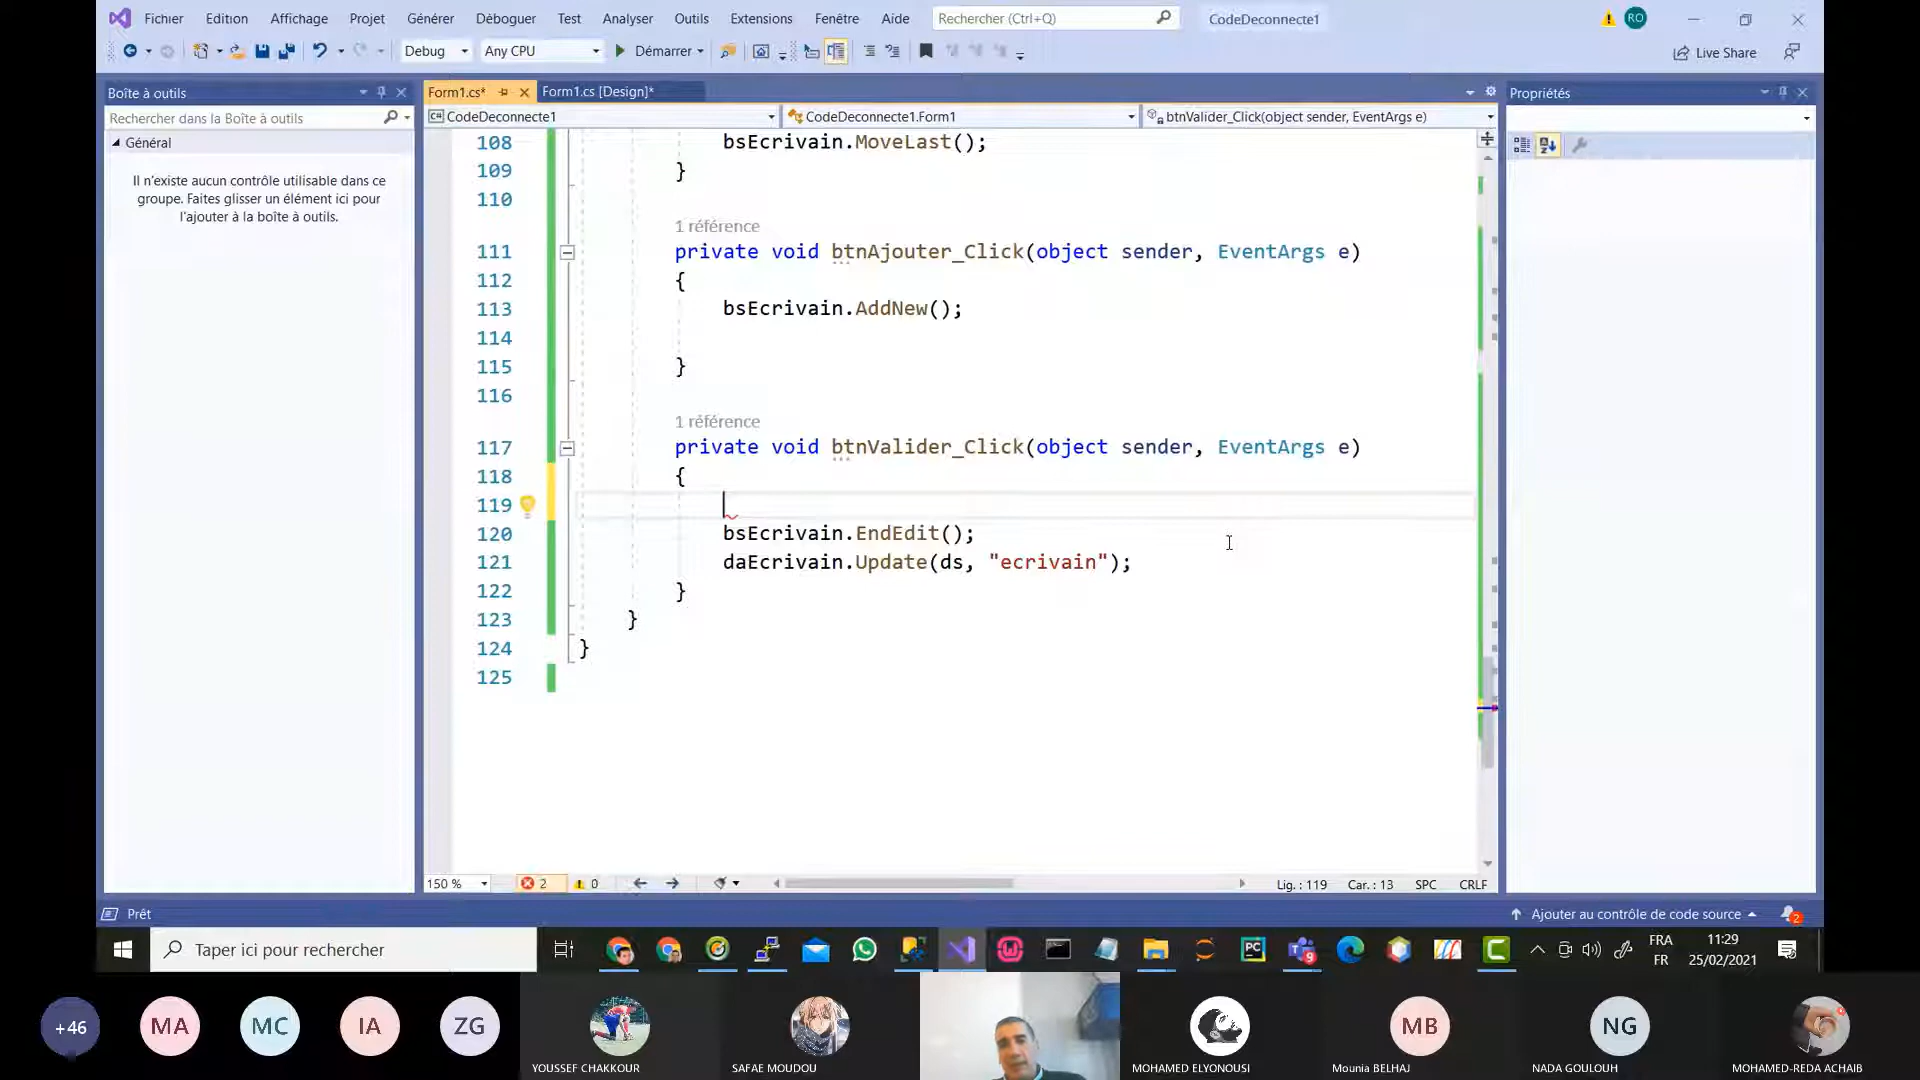 Fichier Edition Affichage Projet Générer Déboguer Test Analyser Outils Extensions Fenêtre Aide Rechercher (Ctrl+Q) CodeDeconnecte1 RO
Debug Any CPU Démarrer Live Share
Boîte à outils
Form1.cs* Form1.cs [Design]* Propriétés
Rechercher dans la Boîte à outils
CodeDeconnecte1 CodeDeconnecte1.Form1 btnValider_Click(object sender, EventArgs e)
Général
Il n'existe aucun contrôle utilisable dans ce
groupe. Faites glisser un élément ici pour
l'ajouter à la boîte à outils.
108 bsEcrivain.MoveLast();
109 }
110
1 référence
111 private void btnAjouter_Click(object sender, EventArgs e)
112 {
113 bsEcrivain.AddNew();
114
115 }
116
1 référence
117 private void btnValider_Click(object sender, EventArgs e)
118 {
119
120 bsEcrivain.EndEdit();
121 daEcrivain.Update(ds, "ecrivain");
122 }
123 }
124 }
125
150 % 2 0 Lig. : 119 Car. : 13 SPC CRLF
Prêt Ajouter au contrôle de code source 2
Taper ici pour rechercher PC 9 FRA 11:29
FR 25/02/2021
+46 MA MC IA ZG MB NG
YOUSSEF CHAKKOUR SAFAE MOUDOU MOHAMED ELYONOUSI Mounia BELHAJ NADA GOULOUH MOHAMED-REDA ACHAIB